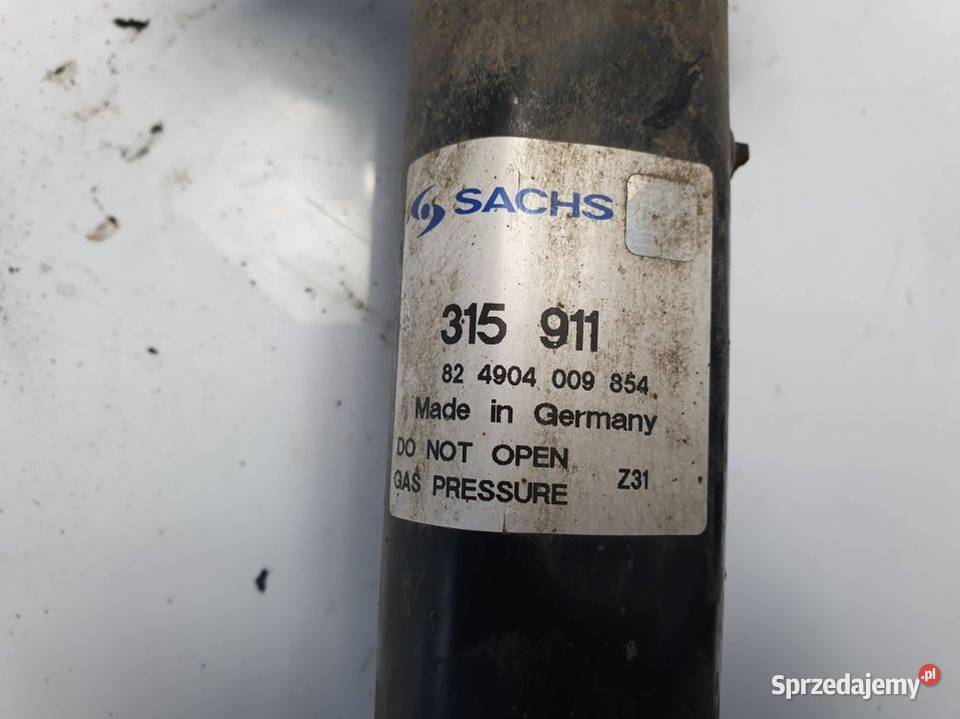 SACHS
315 911
82 4904 009 854
Made in Germany
DO NOT OPEN
GAS PRESSURE Z31
Sprzedajemy.pl